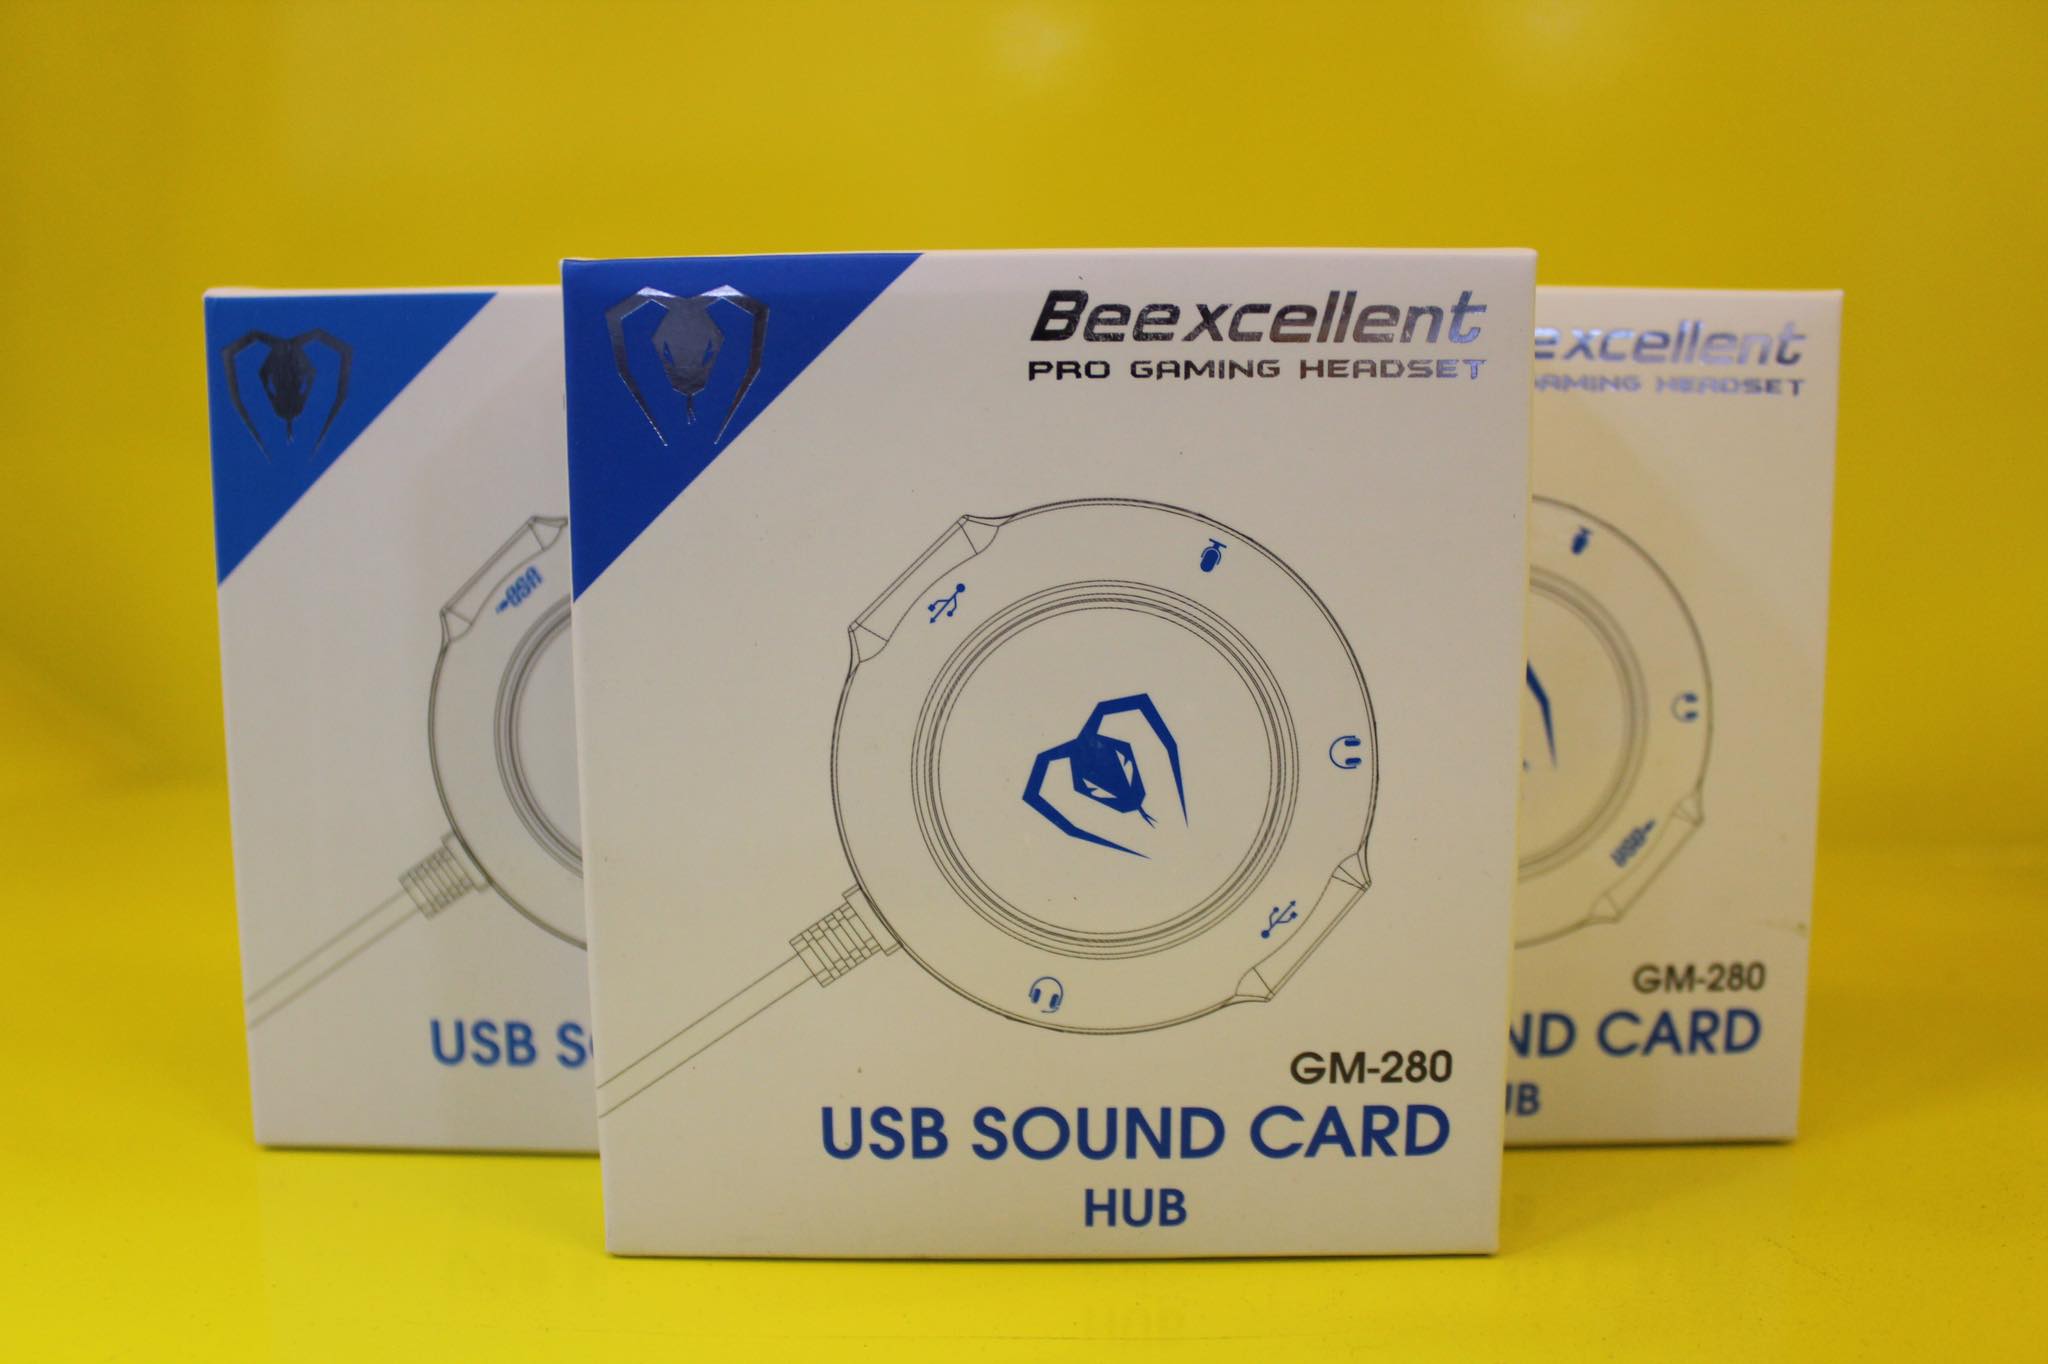 Beexcellent
PRO GAMING HEADSET
GM-280
USB SOUND CARD
HUB
USB
USB
excellent
GAMING HEADSET
USB
GM-280
ND CARD
UB